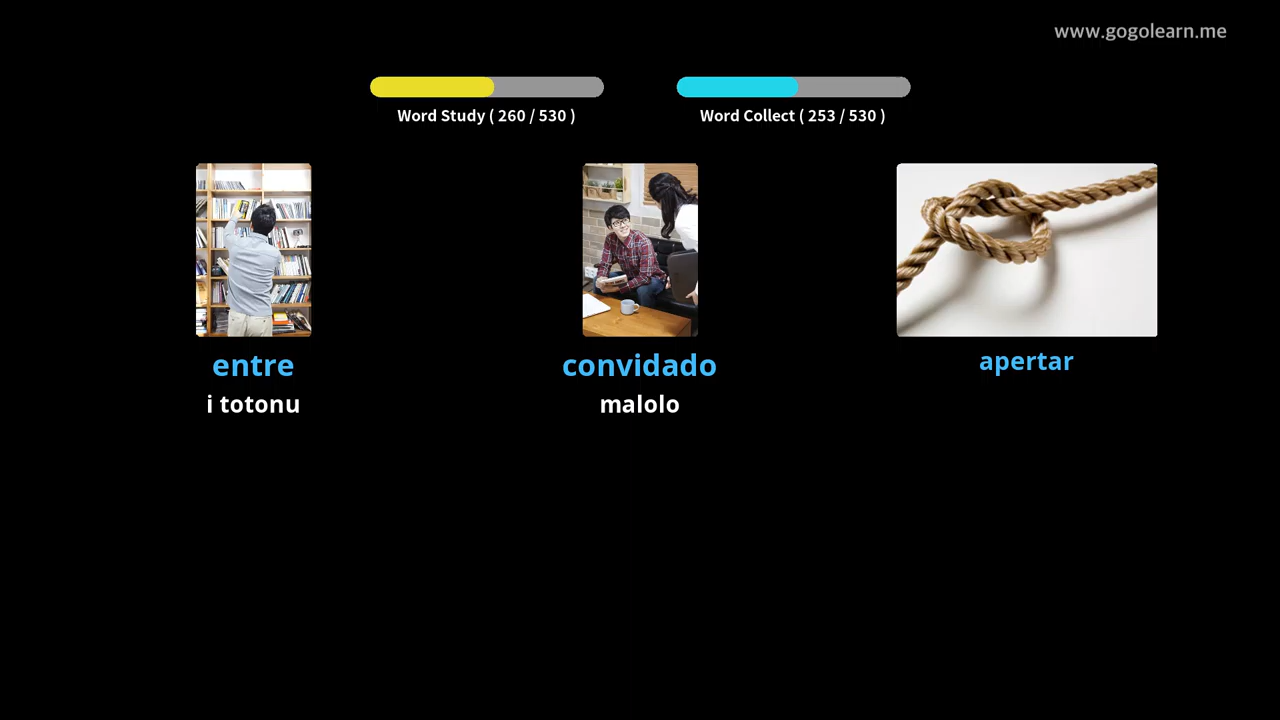 www.gogolearn.me
Word Study ( 260 / 530 )
Word Collect ( 253 / 530 )
entre
i totonu
convidado
malolo
apertar